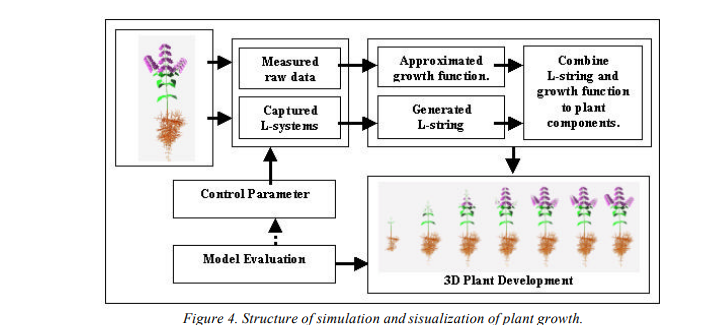 Measured
raw data
Approximated
growth function.
Combine
L-string and
growth function
to plant
components.
Captured
L-systems
Generated
L-string
Control Parameter
Model Evaluation
3D Plant Development
Figure 4. Structure of simulation and sisualization of plant growth.